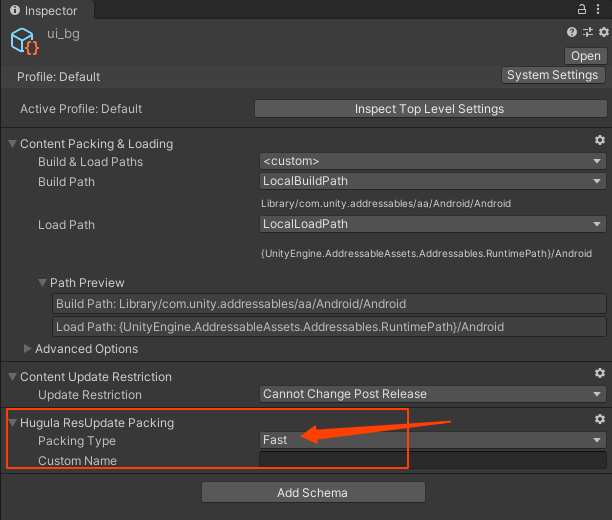 Inspector
ui_bg
Open
Profile: Default
System Settings
Active Profile: Default
Inspect Top Level Settings
Content Packing & Loading
Build & Load Paths
<custom>
Build Path
LocalBuildPath
Library/com.unity.addressables/aa/Android/Android
Load Path
LocalLoadPath
{UnityEngine.AddressableAssets.Addressables.RuntimePath}/Android
Path Preview
Build Path: Library/com.unity.addressables/aa/Android/Android
Load Path: {UnityEngine.AddressableAssets.Addressables.RuntimePath}/Android
Advanced Options
Content Update Restriction
Update Restriction
Cannot Change Post Release
Hugula ResUpdate Packing
Packing Type
Fast
Custom Name
Add Schema